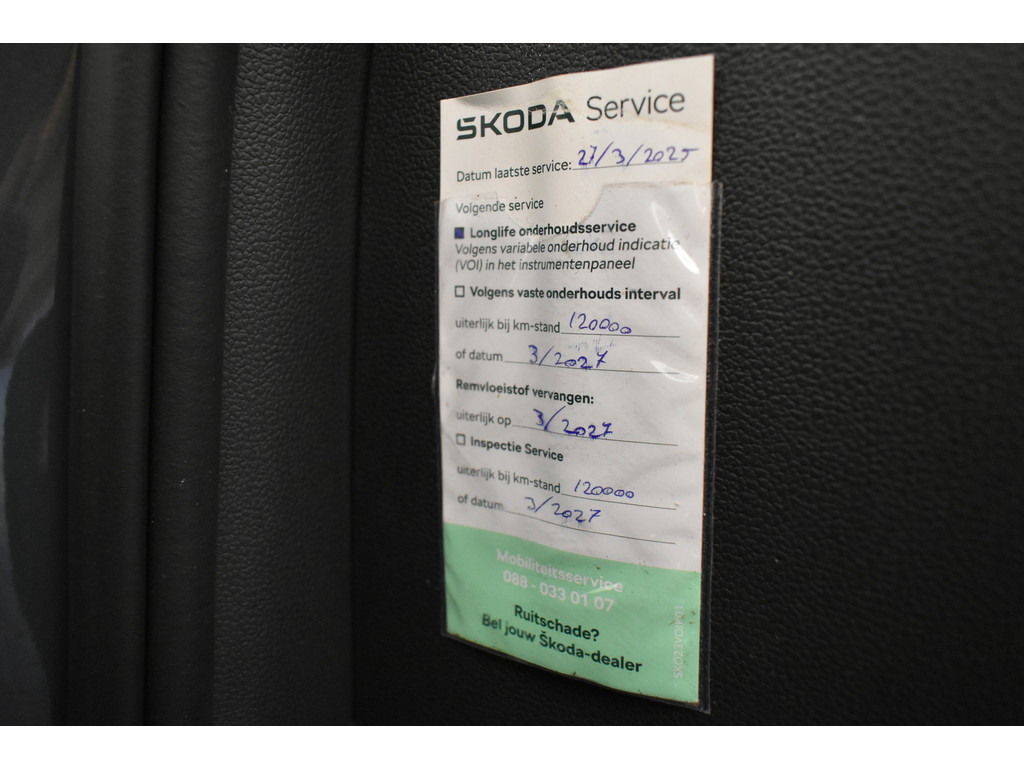 ŠKODA Service
Datum laatste service: 27/3/2025
Volgende service
Longlife onderhoudsservice
Volgens variabele onderhoud indicatie
(VOI) in het instrumentenpaneel
Volgens vaste onderhouds interval
uiterlijk bij km-stand 120000
of datum 3/2027
Remvloeistof vervangen:
uiterlijk op 3/2027
Inspectie Service
uiterlijk bij km-stand 120000
of datum 3/2027
Mobiliteitsservice
088 - 033 01 07
Ruitschade?
Bel jouw Škoda-dealer